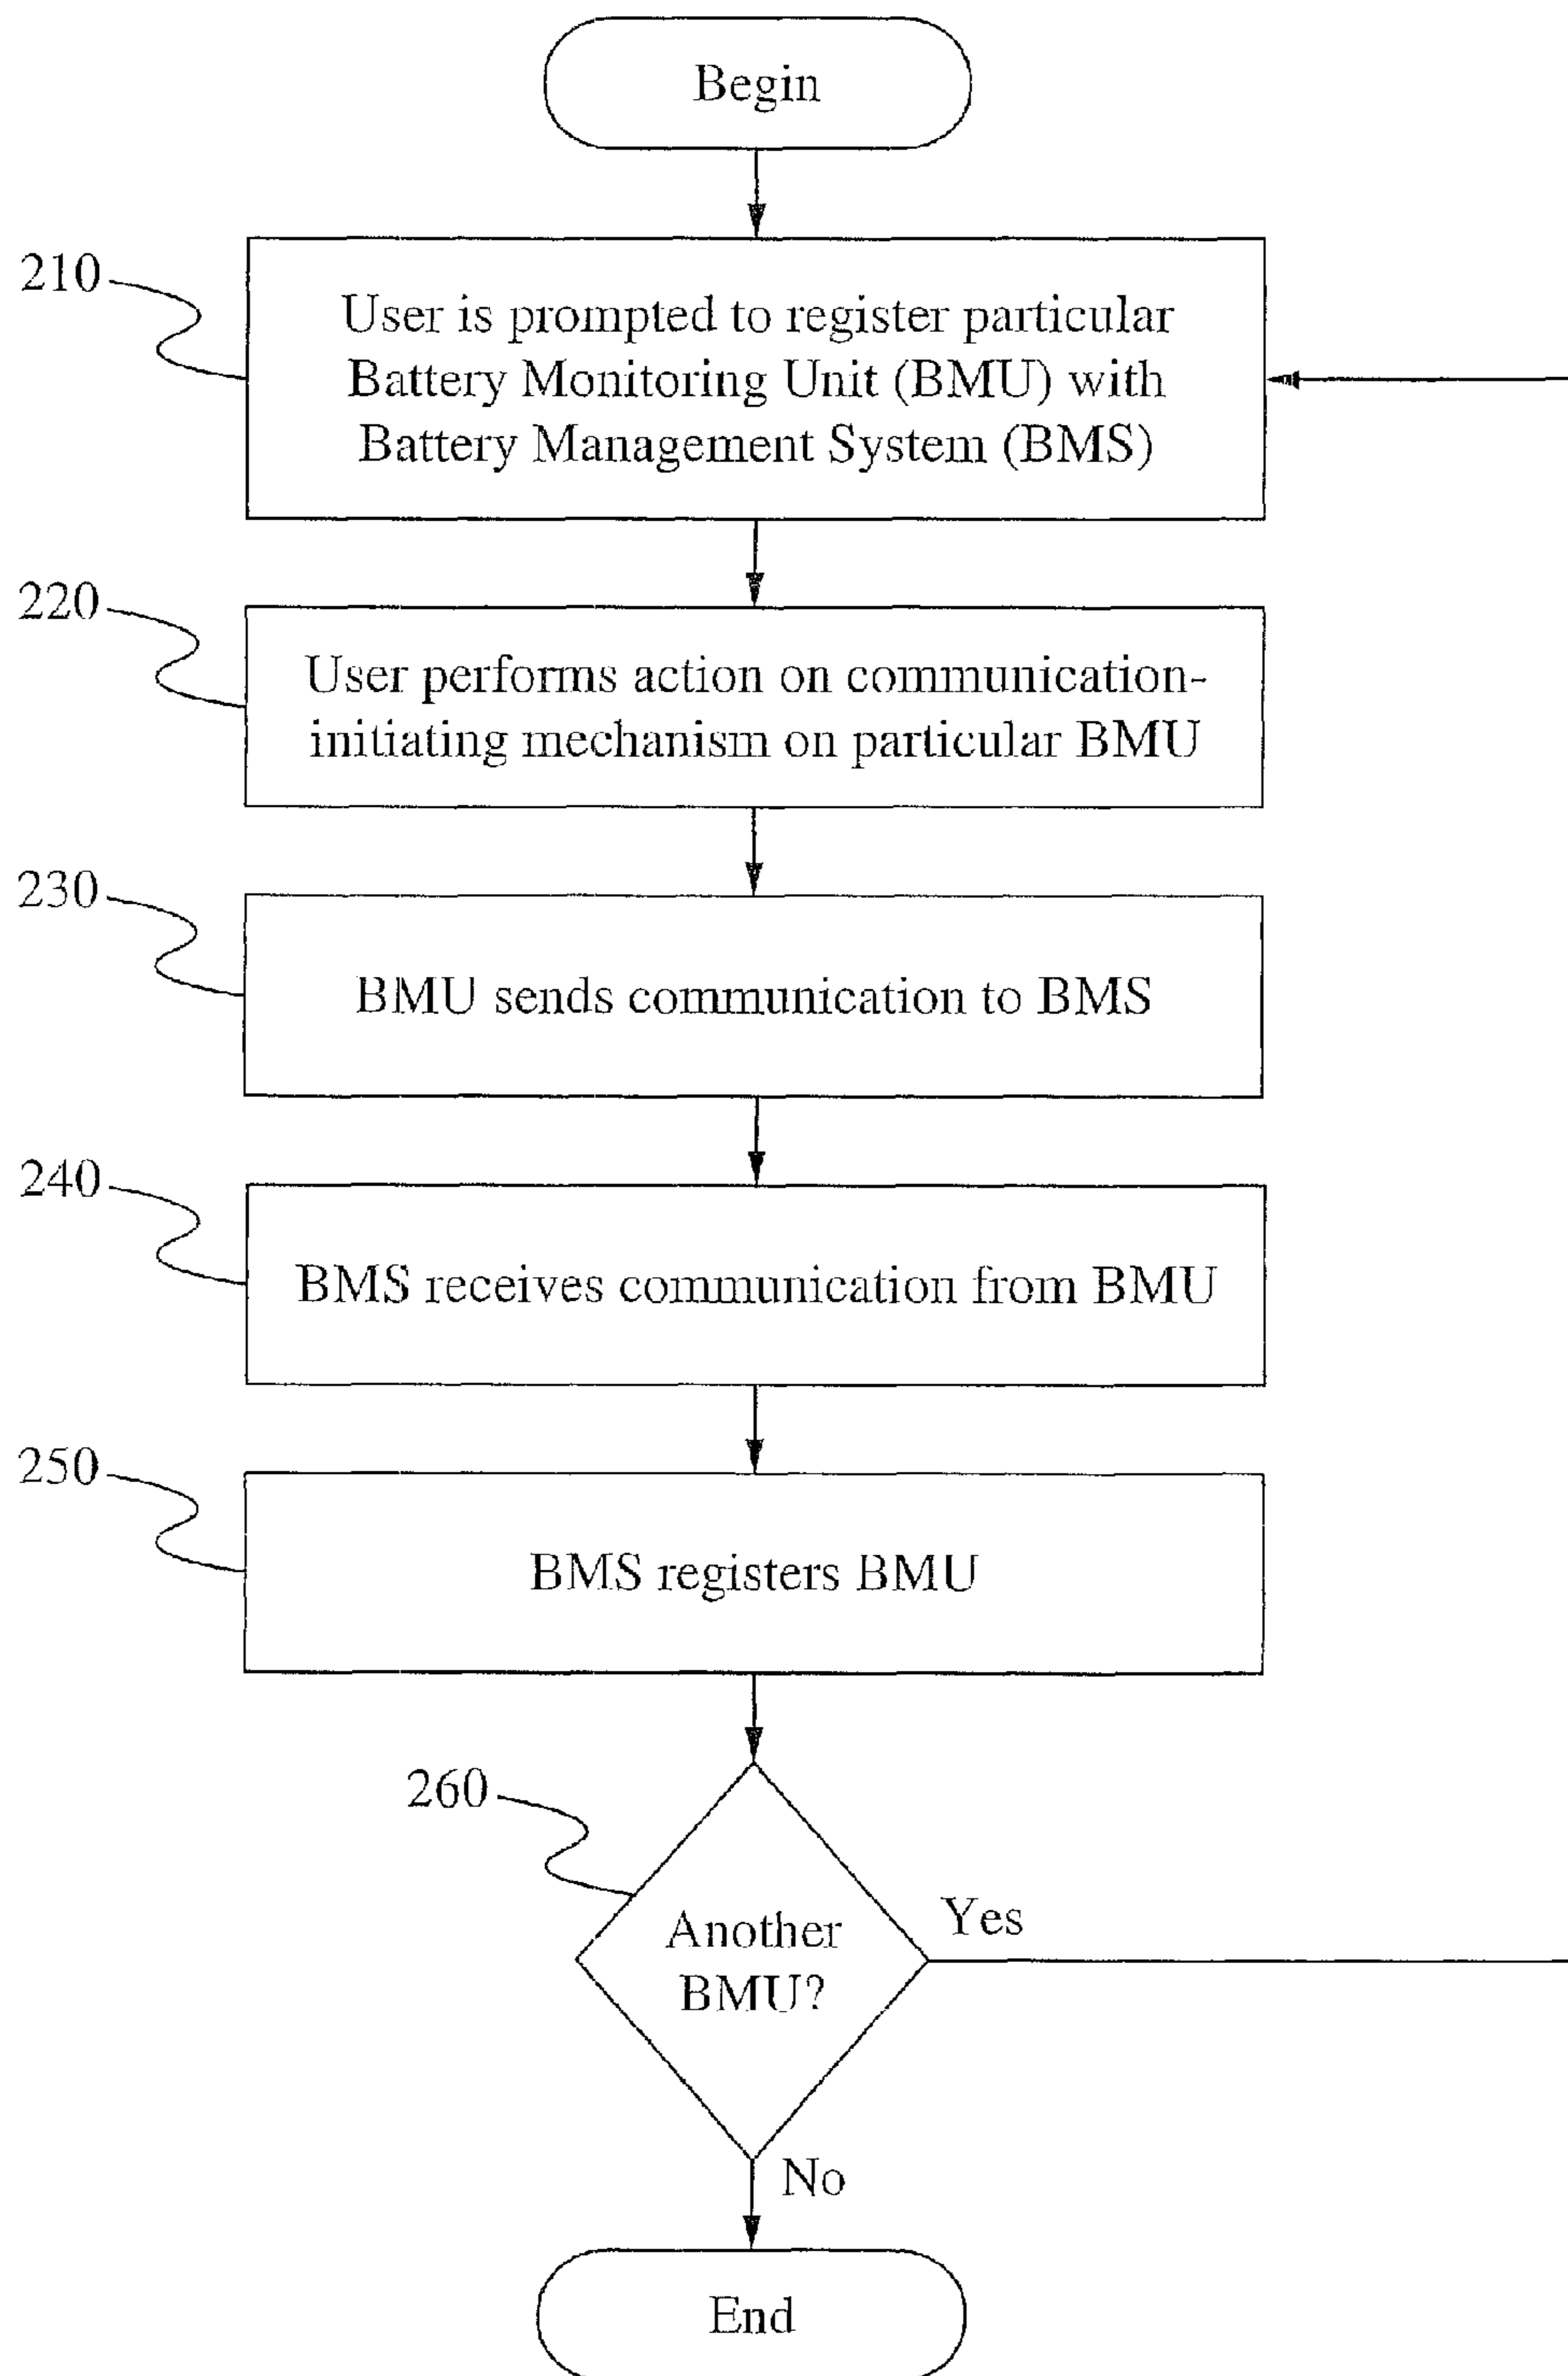 Begin
210
User is prompted to register particular
Battery Monitoring Unit (BMU) with
Battery Management System (BMS)
220
User performs action on communication-
initiating mechanism on particular BMU
230
BMU sends communication to BMS
240
BMS receives communication from BMU
250
BMS registers BMU
260
Another
BMU?
Yes
No
End